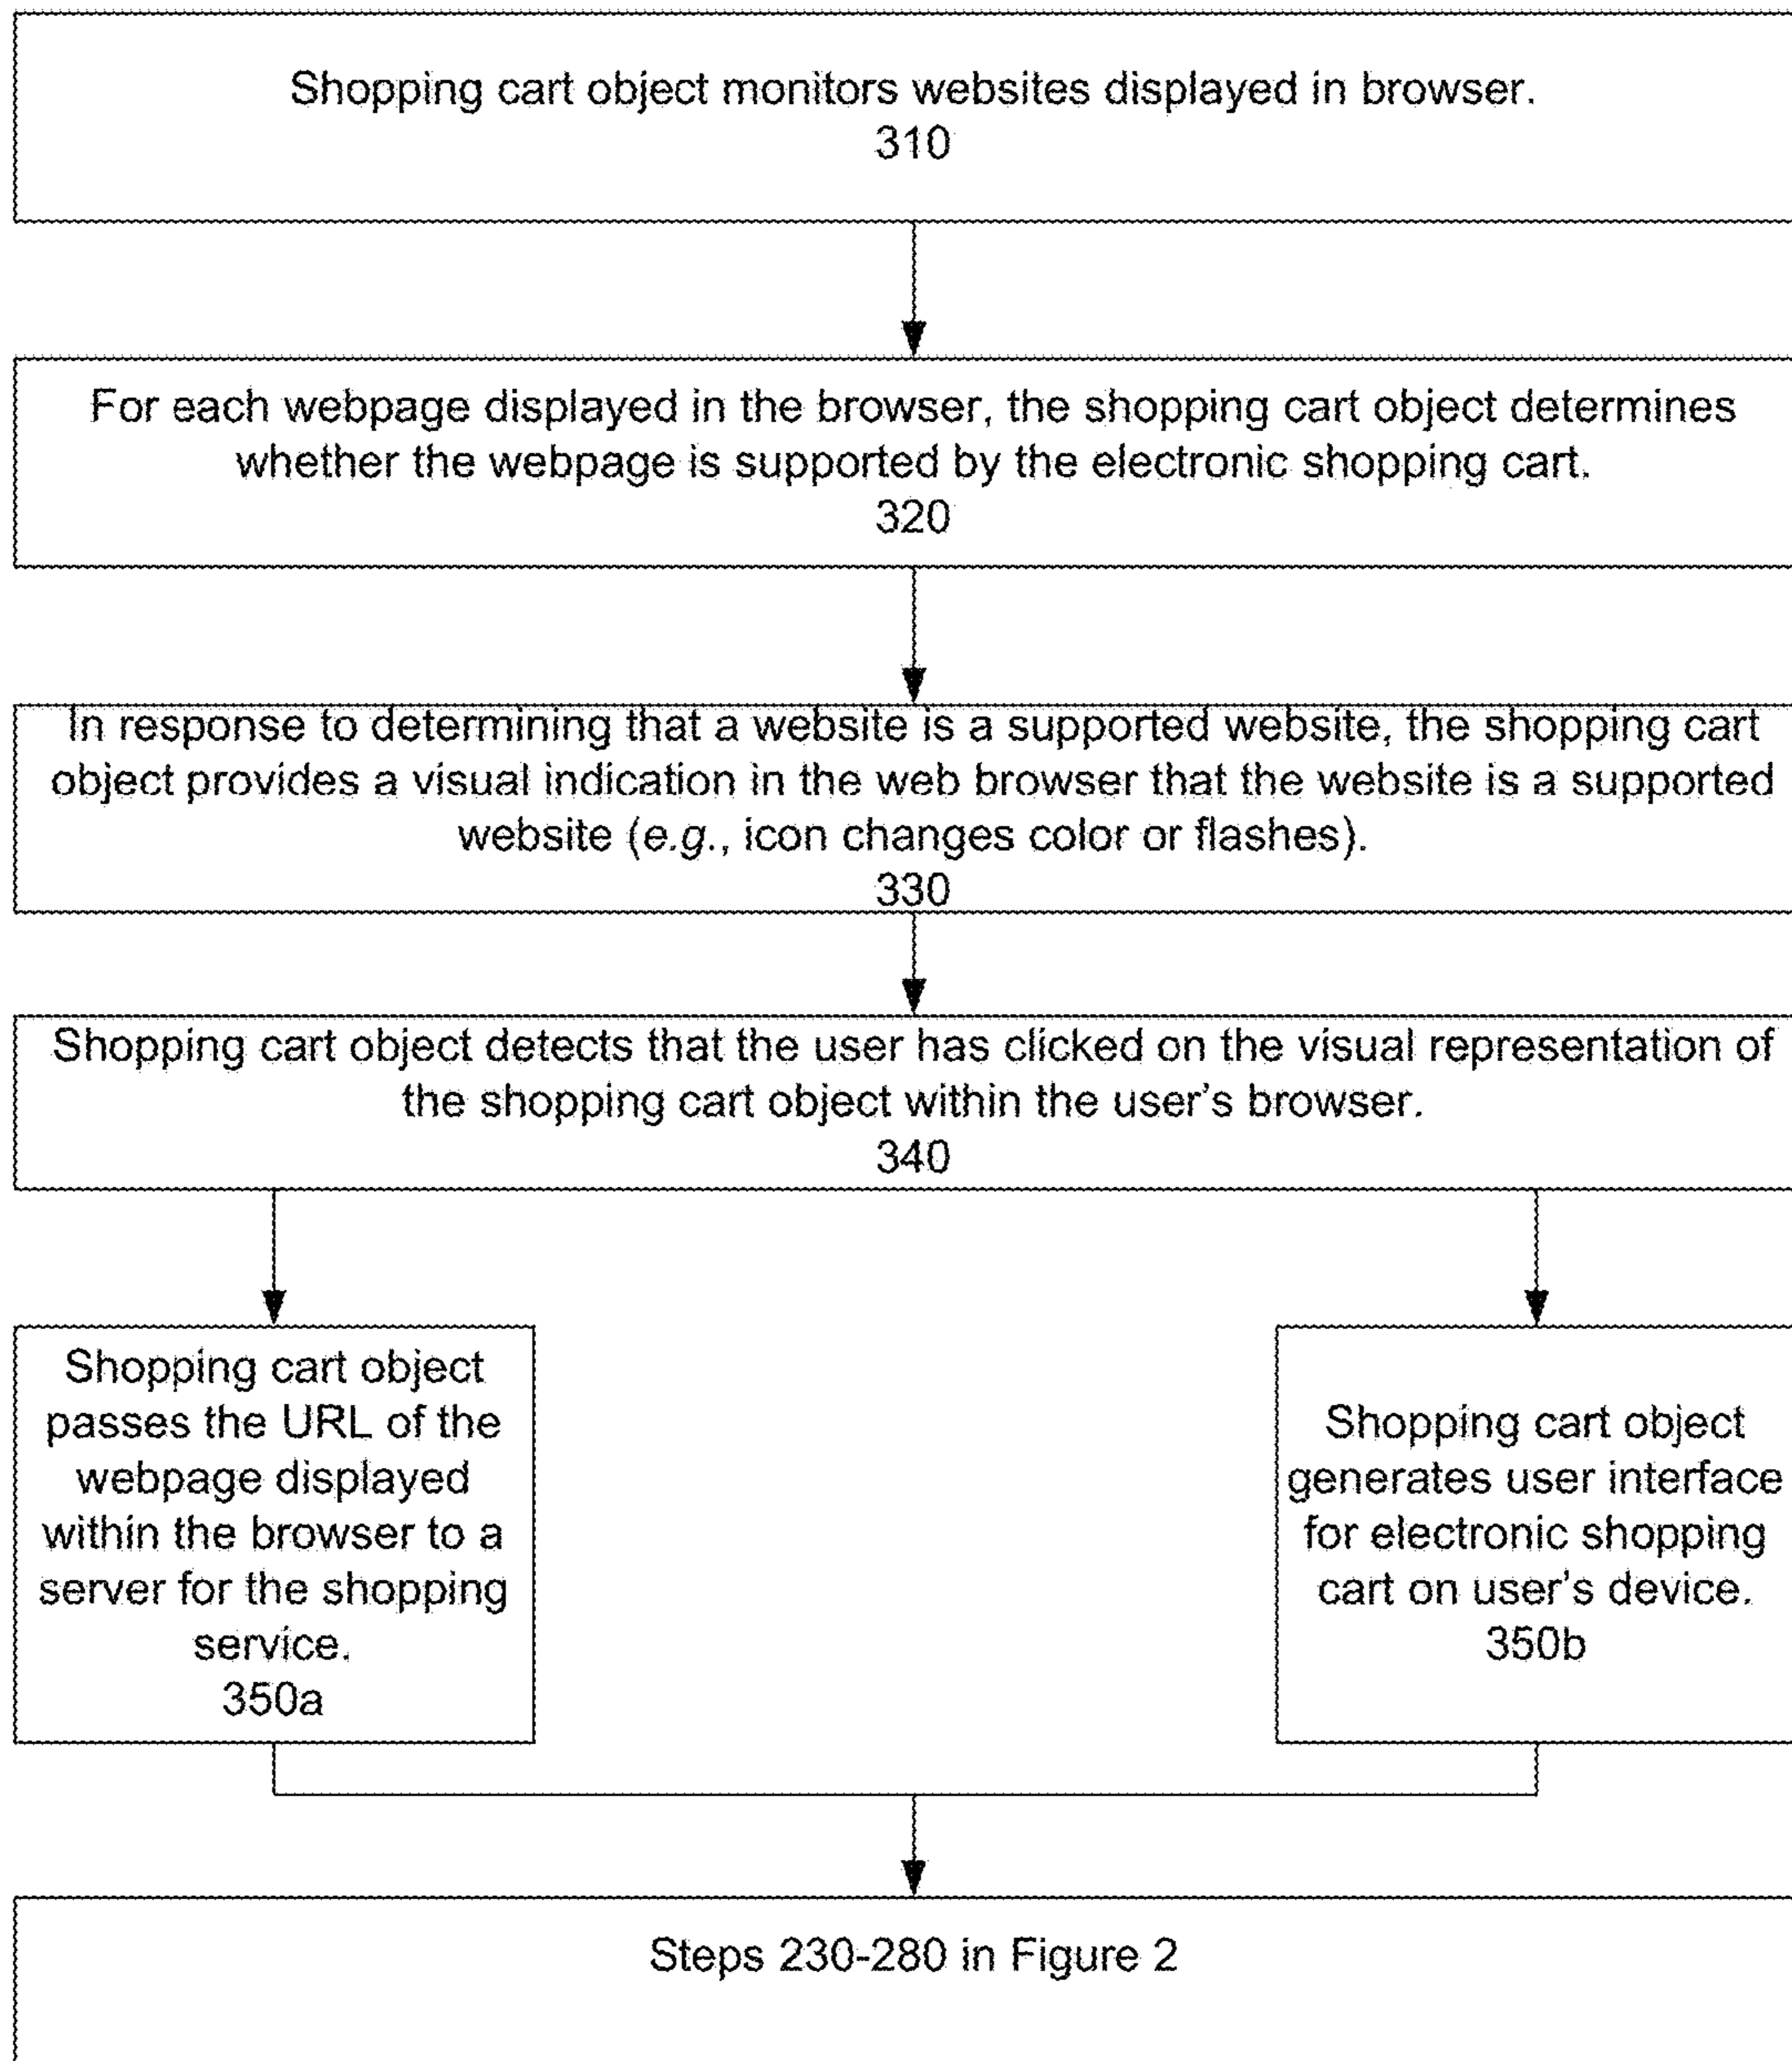 Shopping cart object monitors websites displayed in browser.
310
For each webpage displayed in the browser, the shopping cart object determines
whether the webpage is supported by the electronic shopping cart.
320
In response to determining that a website is a supported website, the shopping cart
object provides a visual indication in the web browser that the website is a supported
website (e.g., icon changes color or flashes).
330
Shopping cart object detects that the user has clicked on the visual representation of
the shopping cart object within the user's browser.
340
Shopping cart object
passes the URL of the
webpage displayed
within the browser to a
server for the shopping
service.
350a
Shopping cart object
generates user interface
for electronic shopping
cart on user's device.
350b
Steps 230-280 in Figure 2